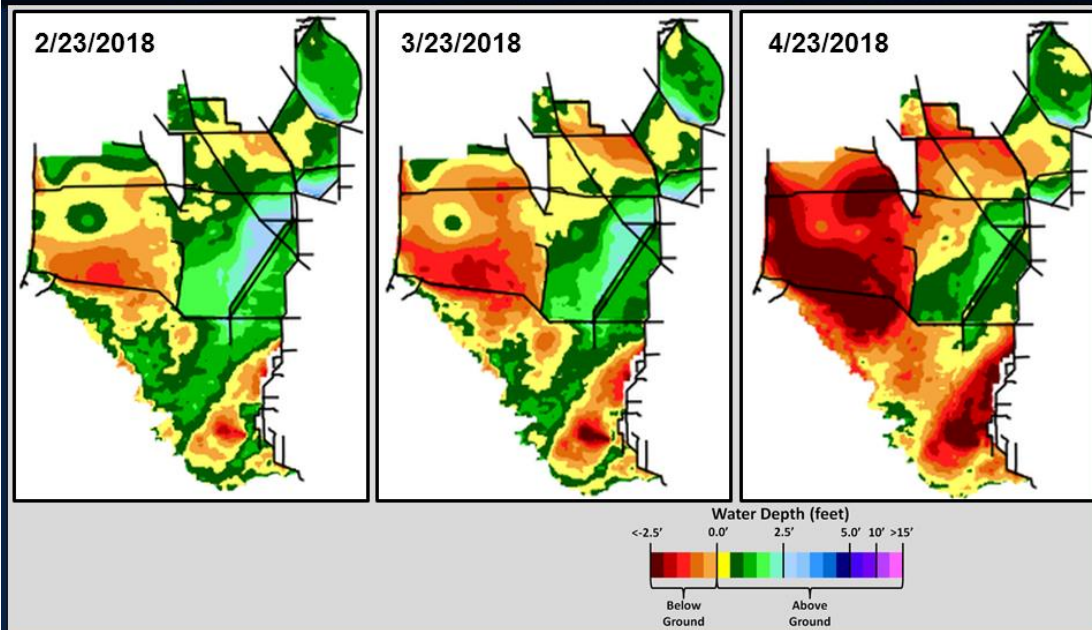 2/23/2018
3/23/2018
4/23/2018
Water Depth (feet)
<-2.5' 0.0' 2.5' 5.0' 10' >15'
Below Above
Ground Ground